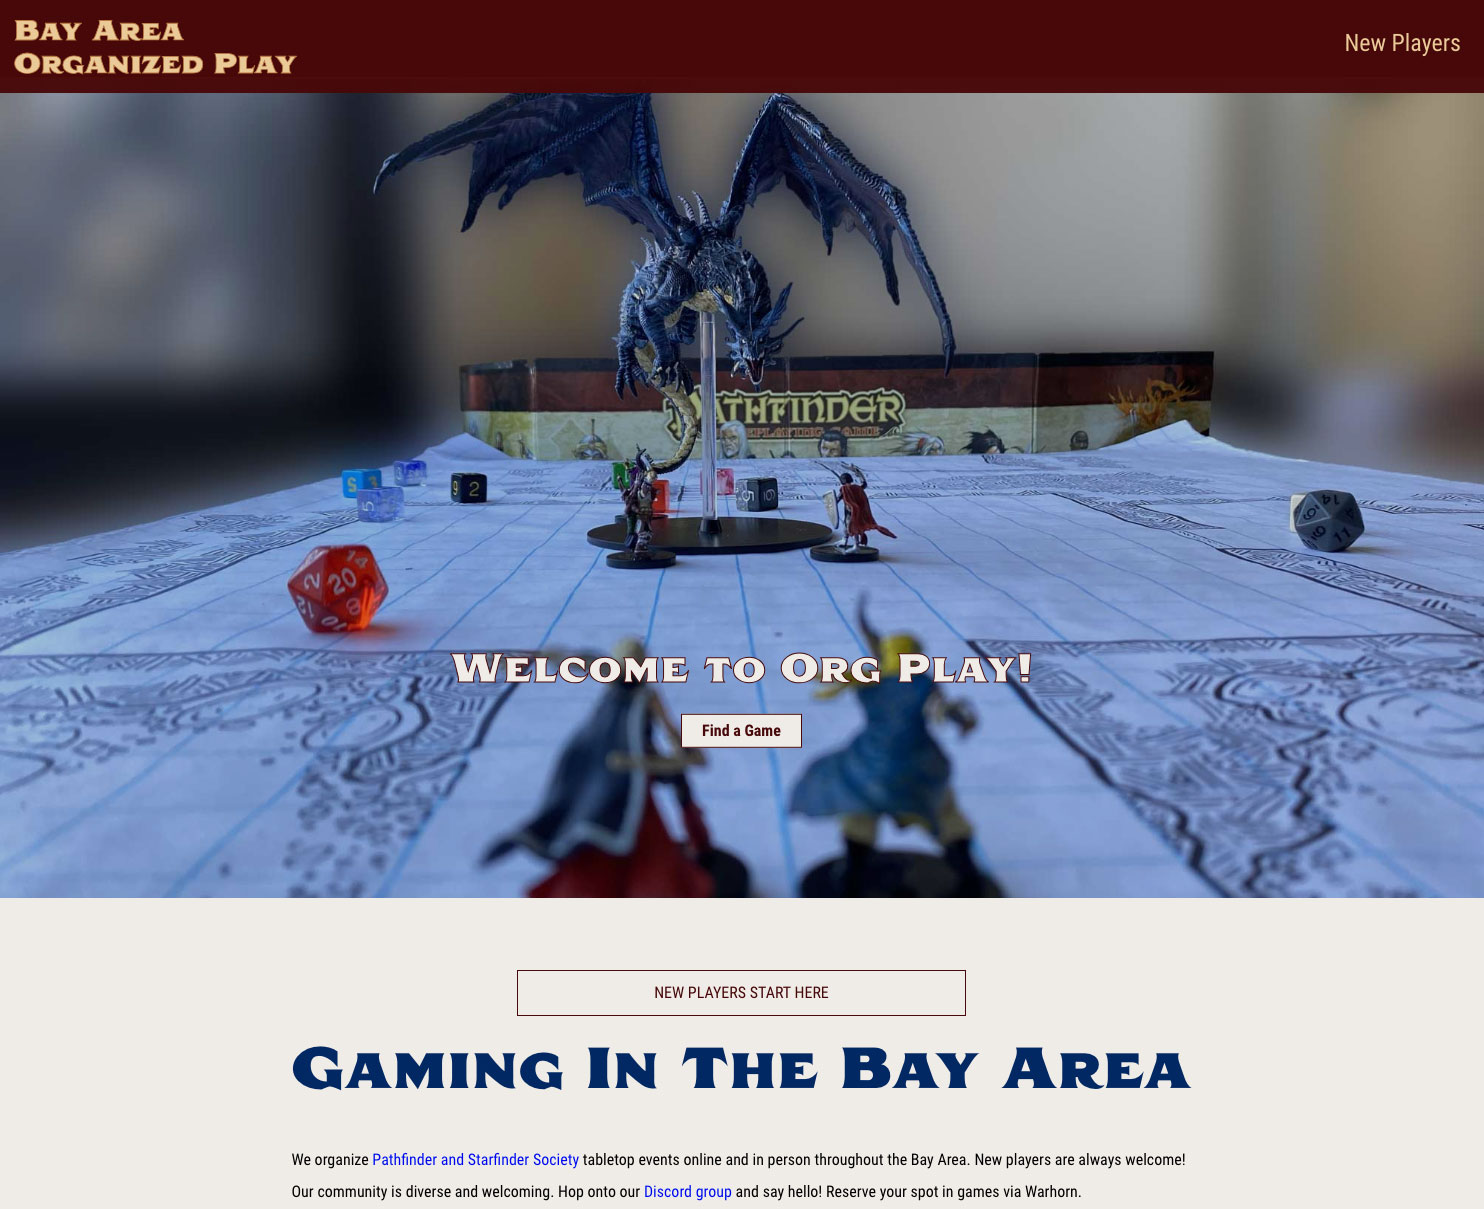 Bay Area
Organized Play
New Players
PATHFINDER
Welcome to Org Play!
Find a Game
NEW PLAYERS START HERE
Gaming In The Bay Area
We organize Pathfinder and Starfinder Society tabletop events online and in person throughout the Bay Area. New players are always welcome!
Our community is diverse and welcoming. Hop onto our Discord group and say hello! Reserve your spot in games via Warhorn.